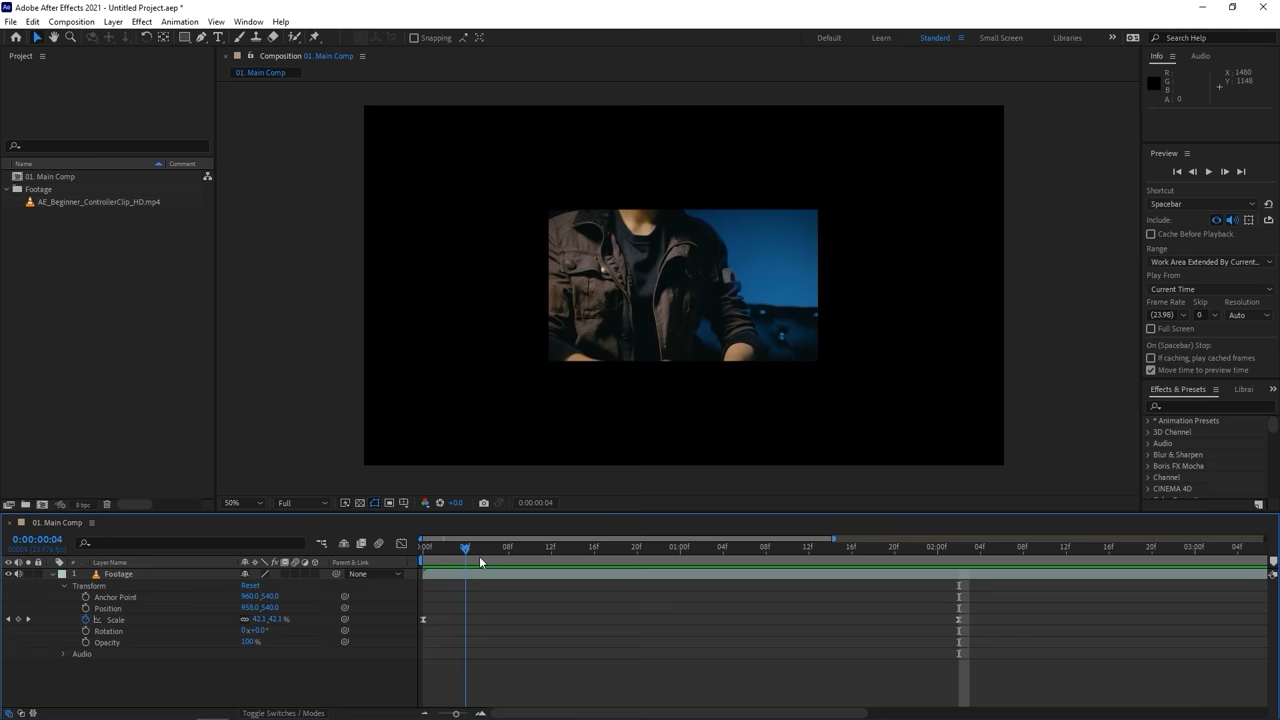 Adobe After Effects 2021 - Untitled Project.aep *
File Edit Composition Layer Effect Animation View Window Help
Snapping
Default Learn Standard Small Screen Libraries
Search Help
Project
Composition 01. Main Comp
01. Main Comp
Info Audio
R :
G :
B :
A : 0
X : 1480
Y : 1148
Name Comment
01. Main Comp
Footage
AE_Beginner_ControllerClip_HD.mp4
Preview
Shortcut
Spacebar
Include:
Cache Before Playback
Range
Work Area Extended By Current...
Play From
Current Time
Frame Rate Skip Resolution
(23.98) 0 Auto
Full Screen
On (Spacebar) Stop:
If caching, play cached frames
Move time to preview time
Effects & Presets Librai
* Animation Presets
3D Channel
Audio
Blur & Sharpen
Boris FX Mocha
Channel
CINEMA 4D
8 bpc
50% Full +0.0 0:00:00:04
01. Main Comp
0:00:00:04
00004 (23.976 fps)
:00f 04f 08f 12f 16f 20f 01:00f 04f 08f 12f 16f 20f 02:00f 04f 08f 12f 16f 20f 03:00f 04f
# Layer Name Parent & Link
1 Footage None
Transform Reset
Anchor Point 960.0,540.0
Position 958.0,540.0
Scale 42.1,42.1 %
Rotation 0x+0.0°
Opacity 100 %
Audio
Toggle Switches / Modes